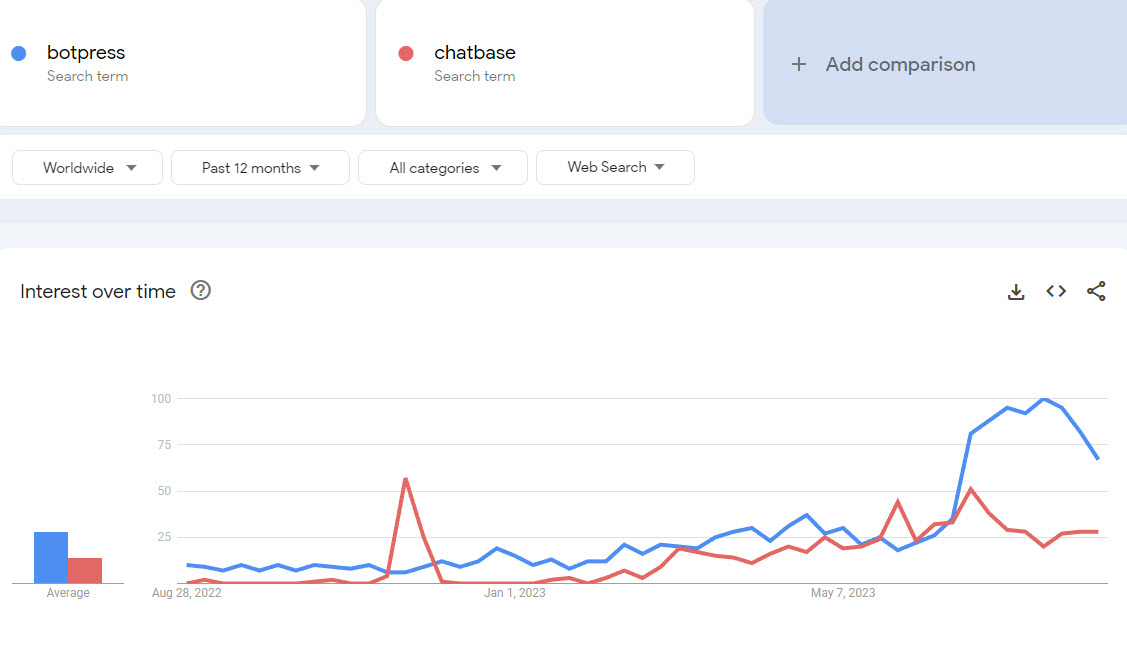 botpress
Search term
chatbase
Search term
+ Add comparison
Worldwide
Past 12 months
All categories
Web Search
Interest over time
?
100
75
50
25
Average
Aug 28, 2022
Jan 1, 2023
May 7, 2023